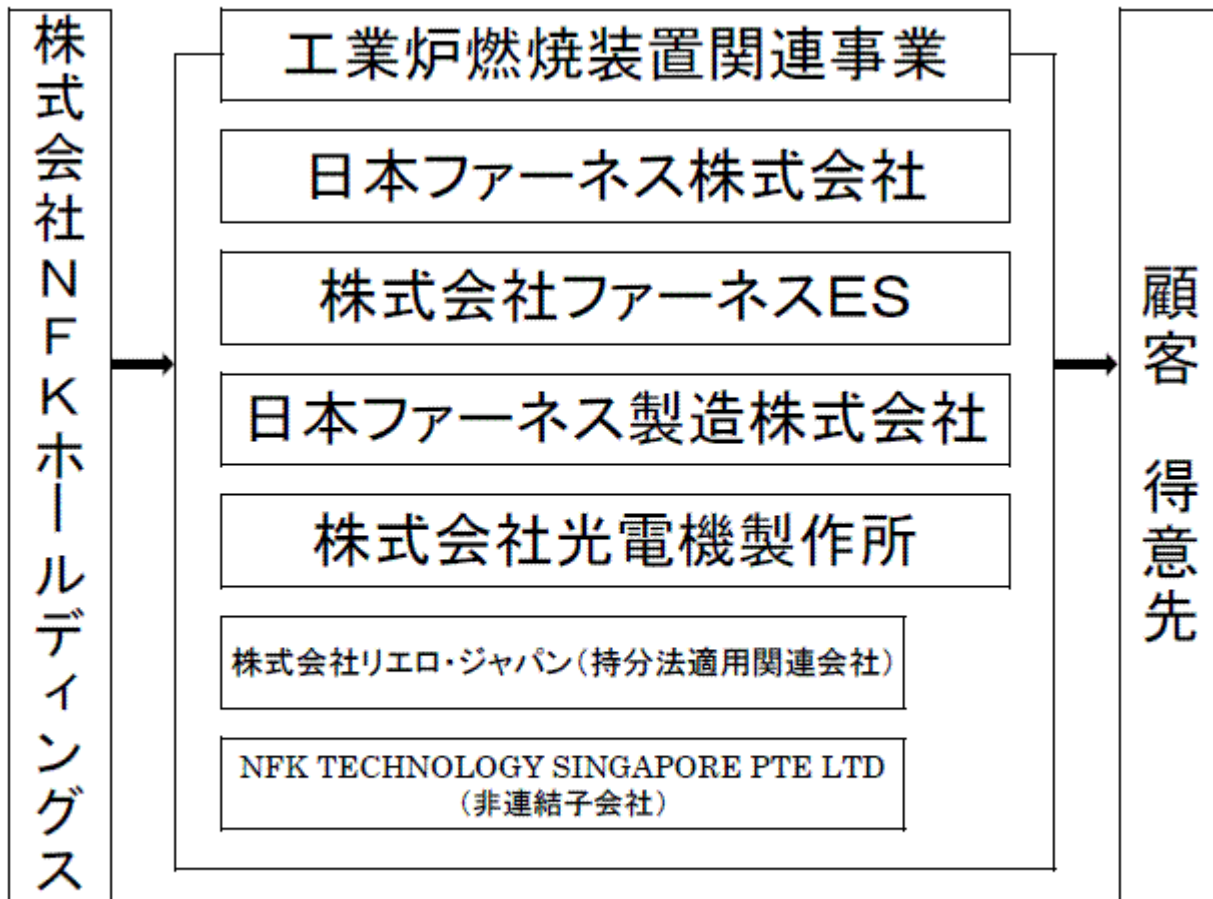 株式会社NFKホールディングス
工業炉燃焼装置関連事業
日本ファーネス株式会社
株式会社ファーネスES
日本ファーネス製造株式会社
株式会社光電機製作所
株式会社リエロ・ジャパン（持分法適用関連会社）
NFK TECHNOLOGY SINGAPORE PTE LTD
（非連結子会社）
顧客　得意先